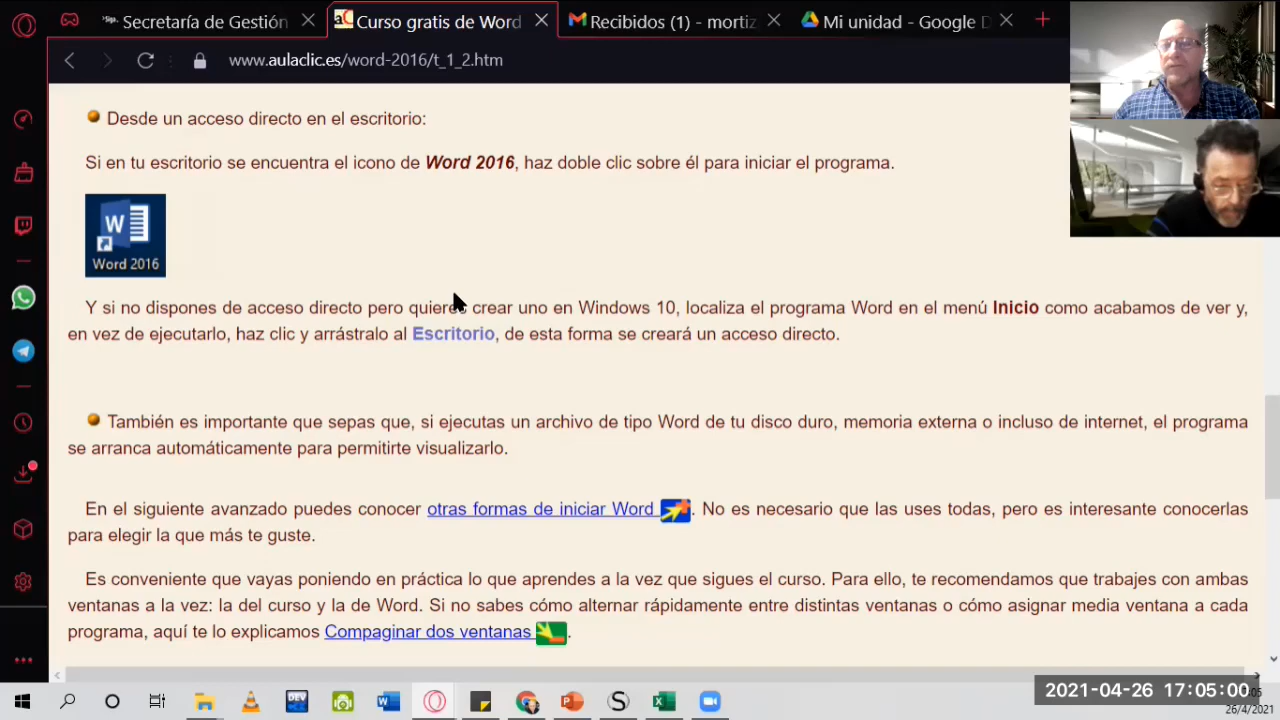 Secretaría de Gestión
Curso gratis de Word
Recibidos (1) - mortiz
Mi unidad - Google D
www.aulaclic.es/word-2016/t_1_2.htm
Desde un acceso directo en el escritorio:
Si en tu escritorio se encuentra el icono de Word 2016, haz doble clic sobre él para iniciar el programa.
W
Word 2016
Y si no dispones de acceso directo pero quieres crear uno en Windows 10, localiza el programa Word en el menú Inicio como acabamos de ver y,
en vez de ejecutarlo, haz clic y arrástralo al Escritorio, de esta forma se creará un acceso directo.
También es importante que sepas que, si ejecutas un archivo de tipo Word de tu disco duro, memoria externa o incluso de internet, el programa
se arranca automáticamente para permitirte visualizarlo.
En el siguiente avanzado puedes conocer otras formas de iniciar Word . No es necesario que las uses todas, pero es interesante conocerlas
para elegir la que más te guste.
Es conveniente que vayas poniendo en práctica lo que aprendes a la vez que sigues el curso. Para ello, te recomendamos que trabajes con ambas
ventanas a la vez: la del curso y la de Word. Si no sabes cómo alternar rápidamente entre distintas ventanas o cómo asignar media ventana a cada
programa, aquí te lo explicamos Compaginar dos ventanas .
DEV
2021-04-26 17:05:00
26/4/2021